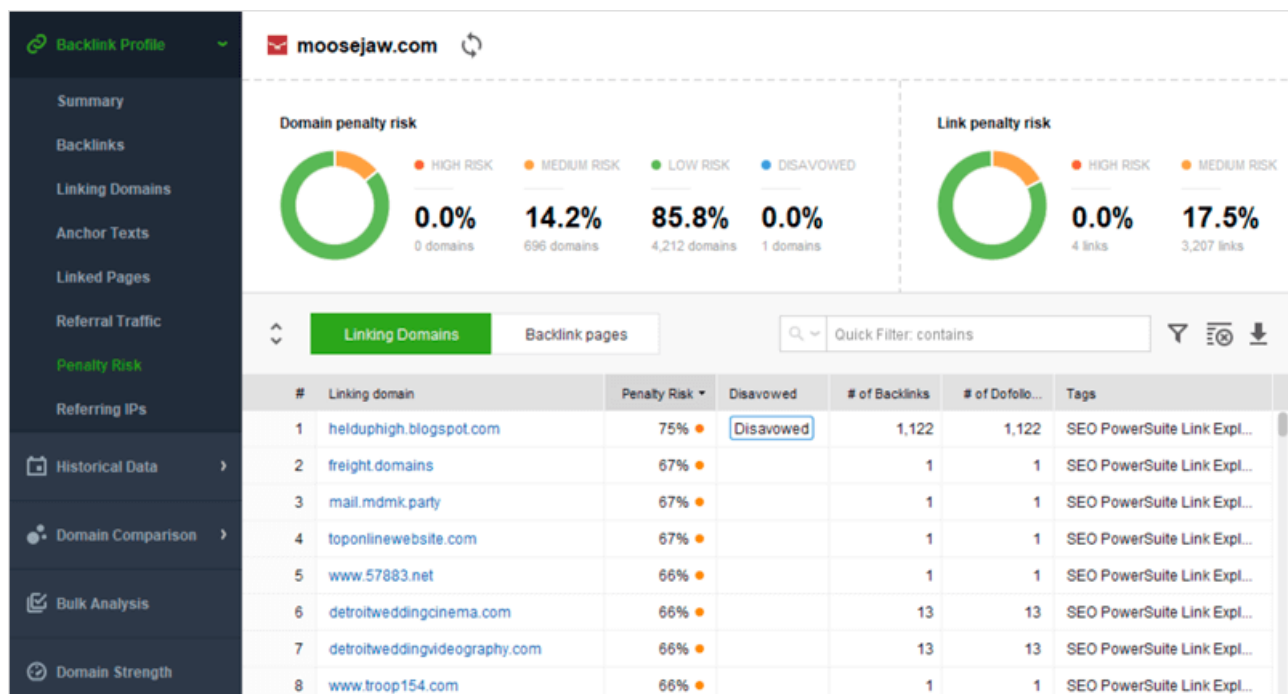 Backlink Profile
Summary
Backlinks
Linking Domains
Anchor Texts
Linked Pages
Referral Traffic
Penalty Risk
Referring IPs
Historical Data
Domain Comparison
Bulk Analysis
Domain Strength
moosejaw.com
Domain penalty risk
HIGH RISK MEDIUM RISK LOW RISK DISAVOWED
0.0% 14.2% 85.8% 0.0%
0 domains 696 domains 4,212 domains 1 domains
Link penalty risk
HIGH RISK MEDIUM RISK
0.0% 17.5%
4 links 3,207 links
Linking Domains Backlink pages Quick Filter: contains
# Linking domain Penalty Risk Disavowed # of Backlinks # of Dofollo... Tags
1 helduphigh.blogspot.com 75% Disavowed 1,122 1,122 SEO PowerSuite Link Expl...
2 freight.domains 67% 1 1 SEO PowerSuite Link Expl...
3 mail.mdmk.party 67% 1 1 SEO PowerSuite Link Expl...
4 toponlinewebsite.com 67% 1 1 SEO PowerSuite Link Expl...
5 www.57883.net 66% 1 1 SEO PowerSuite Link Expl...
6 detroitweddingcinema.com 66% 13 13 SEO PowerSuite Link Expl...
7 detroitweddingvideography.com 66% 13 13 SEO PowerSuite Link Expl...
8 www.troop154.com 66% 1 1 SEO PowerSuite Link Expl...